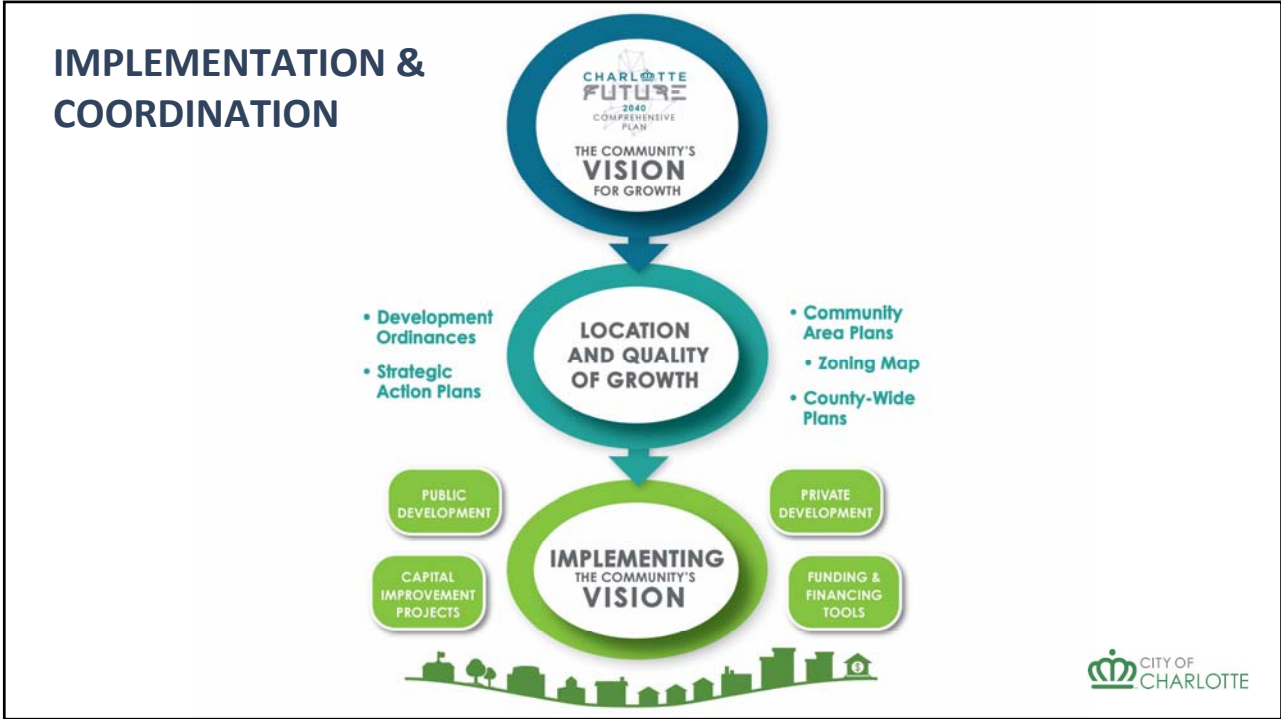 IMPLEMENTATION &
COORDINATION
CHARLOTTE
FUTURE
2040
COMPREHENSIVE
PLAN
THE COMMUNITY'S
VISION
FOR GROWTH
• Development
Ordinances
• Strategic
Action Plans
LOCATION
AND QUALITY
OF GROWTH
• Community
Area Plans
• Zoning Map
• County-Wide
Plans
PUBLIC
DEVELOPMENT
CAPITAL
IMPROVEMENT
PROJECTS
IMPLEMENTING
THE COMMUNITY'S
VISION
PRIVATE
DEVELOPMENT
FUNDING &
FINANCING
TOOLS
$
CITY OF
CHARLOTTE